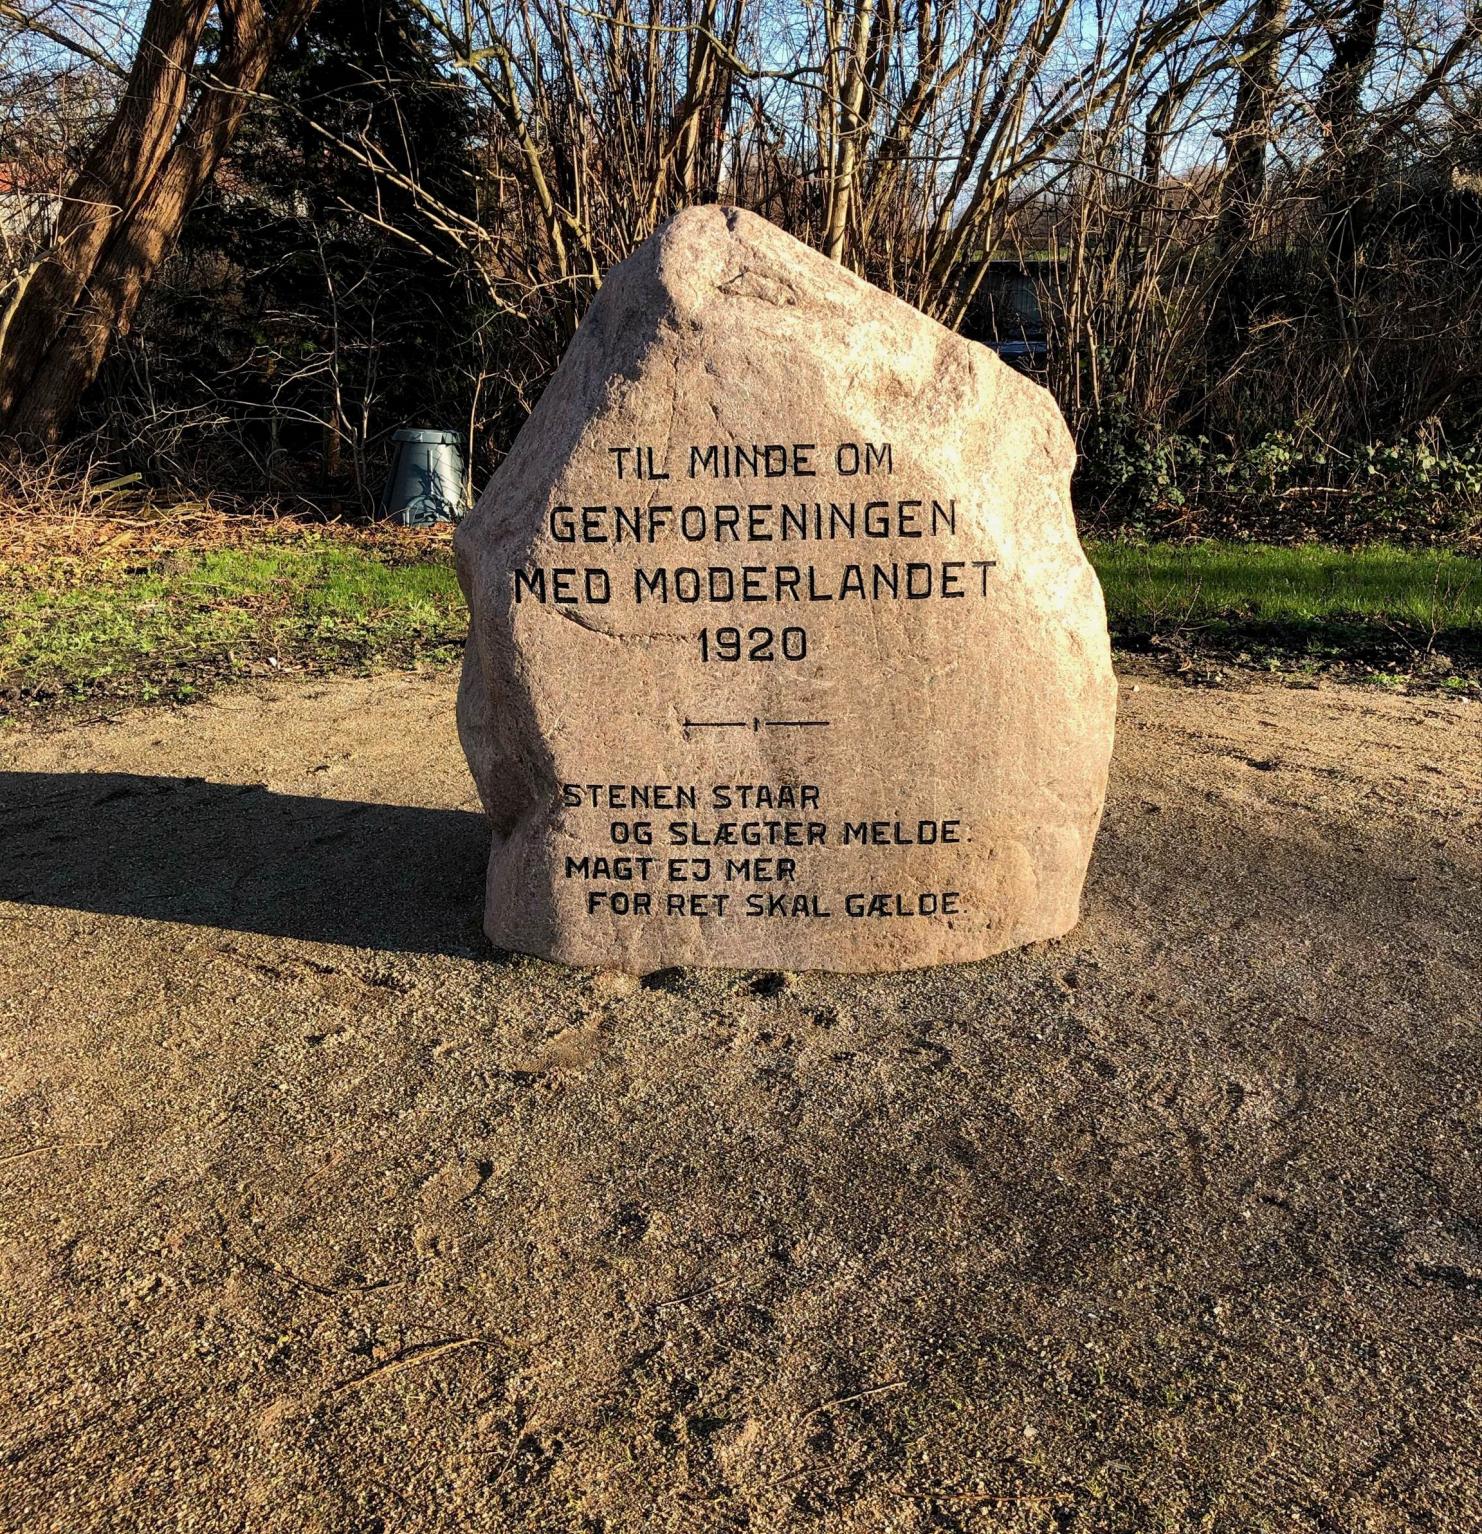 TIL MINDE OM
GENFORENINGEN
MED MODERLANDET
1920
STENEN STAAR
OG SLÆGTER MELDE:
MAGT EJ MER
FOR RET SKAL GÆLDE.